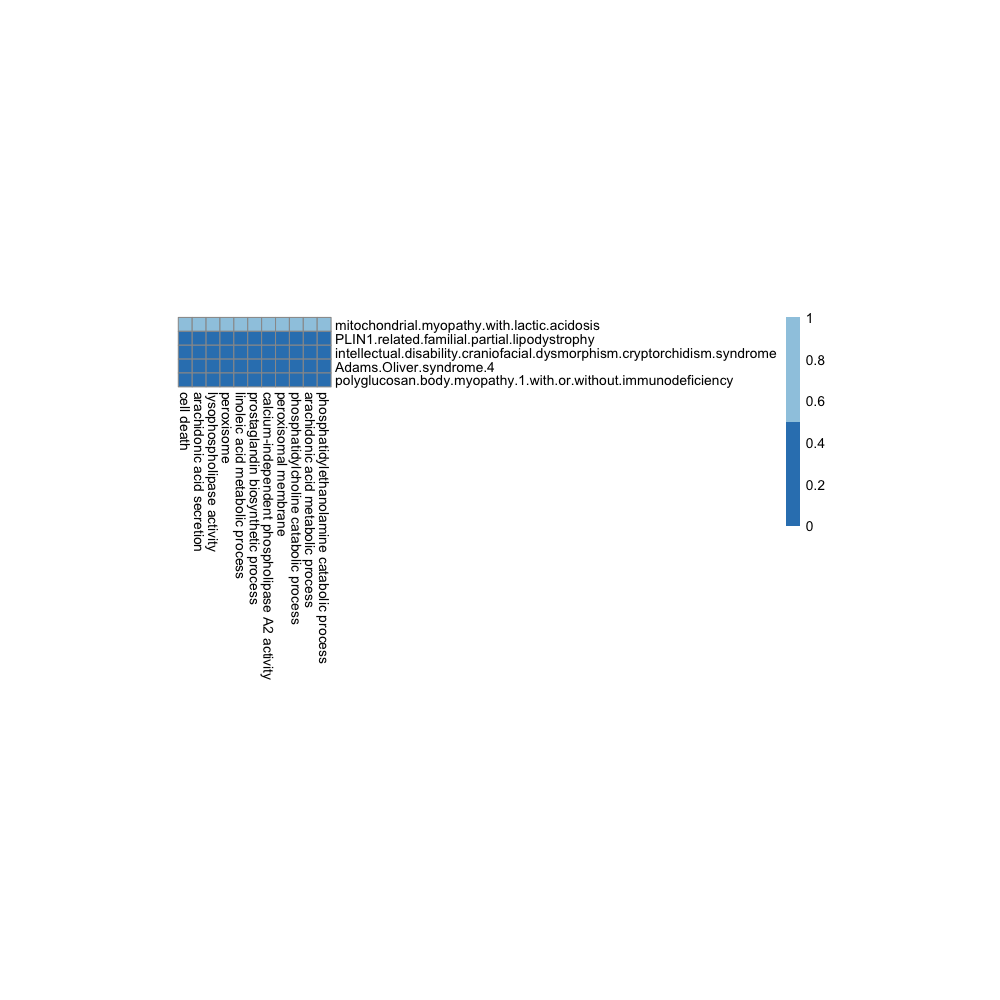 mitochondrial.myopathy.with.lactic.acidosis
PLIN1.related.familial.partial.lipodystrophy
intellectual.disability.craniofacial.dysmorphism.cryptorchidism.syndrome
Adams.Oliver.syndrome.4
polyglucosan.body.myopathy.1.with.or.without.immunodeficiency
cell death
arachidonic acid secretion
lysophospholipase activity
peroxisome
linoleic acid metabolic process
prostaglandin biosynthetic process
calcium-independent phospholipase A2 activity
peroxisomal membrane
phosphatidylcholine catabolic process
arachidonic acid metabolic process
phosphatidylethanolamine catabolic process
1
0.8
0.6
0.4
0.2
0